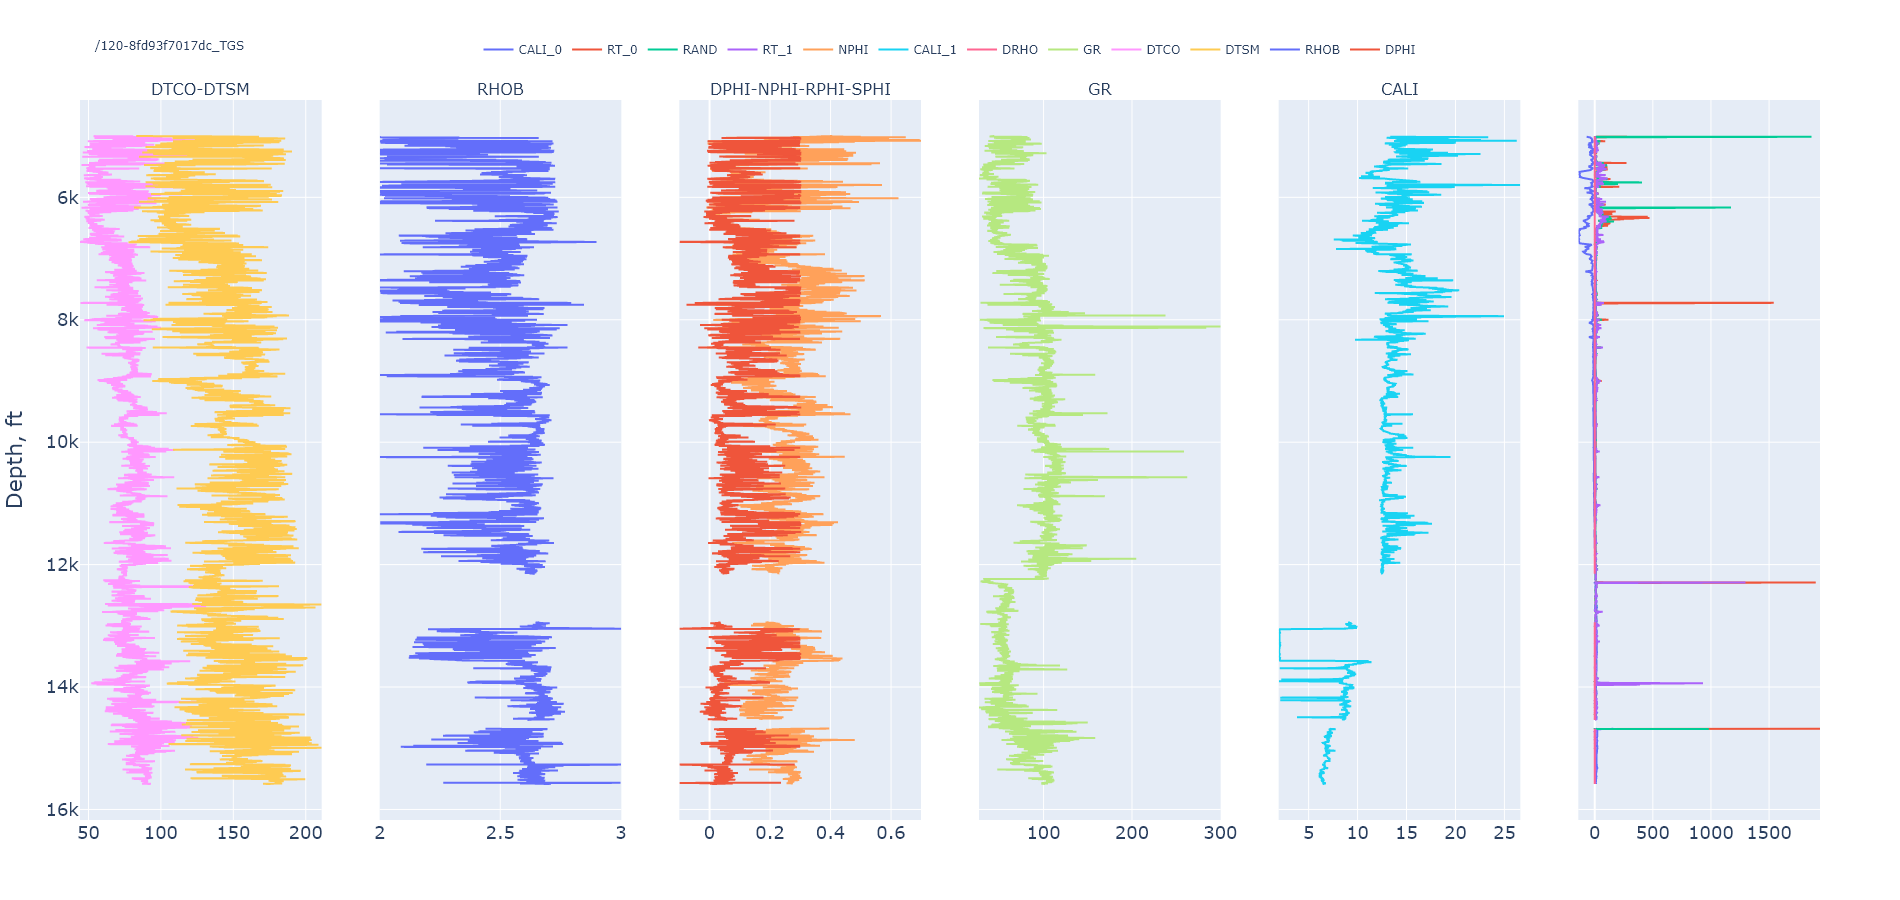 /120-8fd93f7017dc_TGS
CALI_0 RT_0 RAND RT_1 NPHI CALI_1 DRHO GR DTCO DTSM RHOB DPHI
DTCO-DTSM RHOB DPHI-NPHI-RPHI-SPHI GR CALI
Depth, ft
6k
8k
10k
12k
14k
16k
50 100 150 200 2 2.5 3 0 0.2 0.4 0.6 100 200 300 5 10 15 20 25 0 500 1000 1500